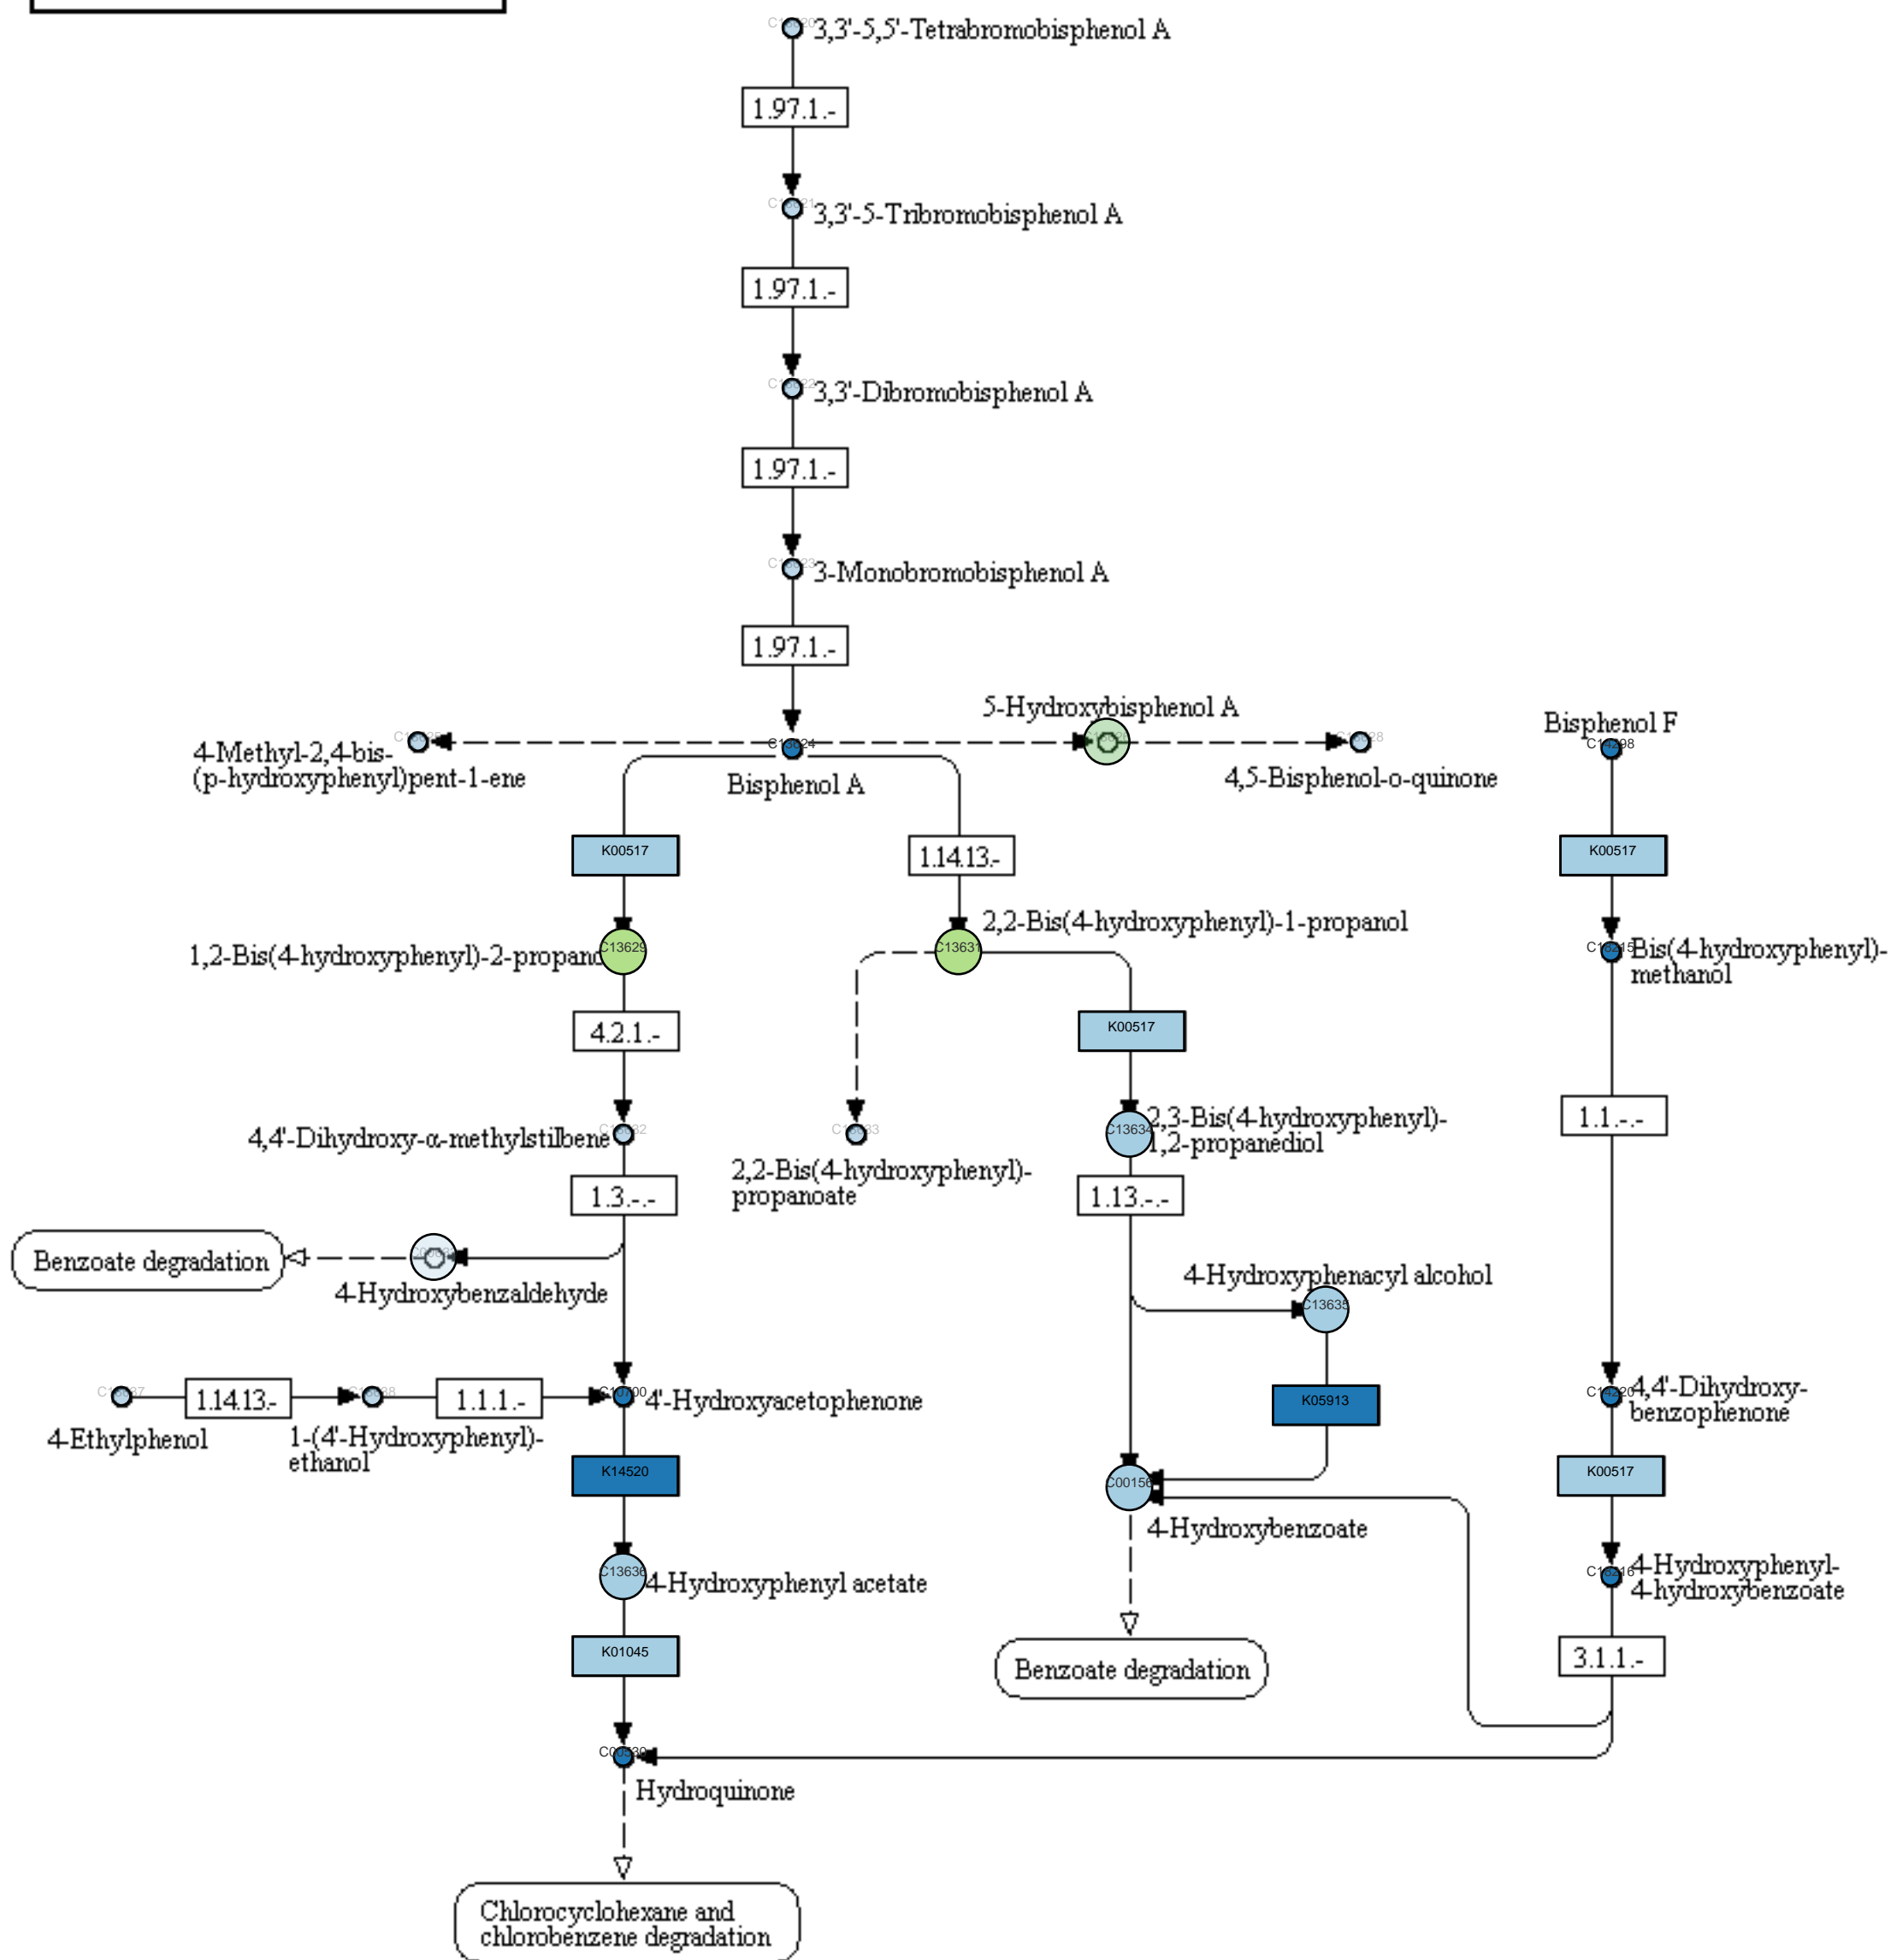 3,3'-5,5'-Tetrabromobisphenol A
1.97.1.-
3,3'-5-Tribromobisphenol A
1.97.1.-
3,3'-Dibromobisphenol A
1.97.1.-
3-Monobromobisphenol A
1.97.1.-
5-Hydroxybisphenol A
Bisphenol F
4-Methyl-2,4-bis-
(p-hydroxyphenyl)pent-1-ene
Bisphenol A
4,5-Bisphenol-o-quinone
K00517
1.14.13.-
K00517
2,2-Bis(4-hydroxyphenyl)-1-propanol
1,2-Bis(4-hydroxyphenyl)-2-propano
C13629
C13631
Bis(4-hydroxyphenyl)-
methanol
4.2.1.-
K00517
1.1.-.-
4,4'-Dihydroxy-α-methylstilbene
C13634
2,3-Bis(4-hydroxyphenyl)-
1,2-propanediol
2,2-Bis(4-hydroxyphenyl)-
propanoate
1.3.-.-
1.13.-.-
Benzoate degradation
4-Hydroxybenzaldehyde
4-Hydroxyphenacyl alcohol
C13635
1.14.13.-
1.1.1.-
C10700
4'-Hydroxyacetophenone
K05913
4,4'-Dihydroxy-
benzophenone
4-Ethylphenol
1-(4'-Hydroxyphenyl)-
ethanol
K14520
C00156
K00517
4-Hydroxybenzoate
C13636
4-Hydroxyphenyl acetate
4-Hydroxyphenyl-
4-hydroxybenzoate
K01045
Benzoate degradation
3.1.1.-
Hydroquinone
Chlorocyclohexane and
chlorobenzene degradation